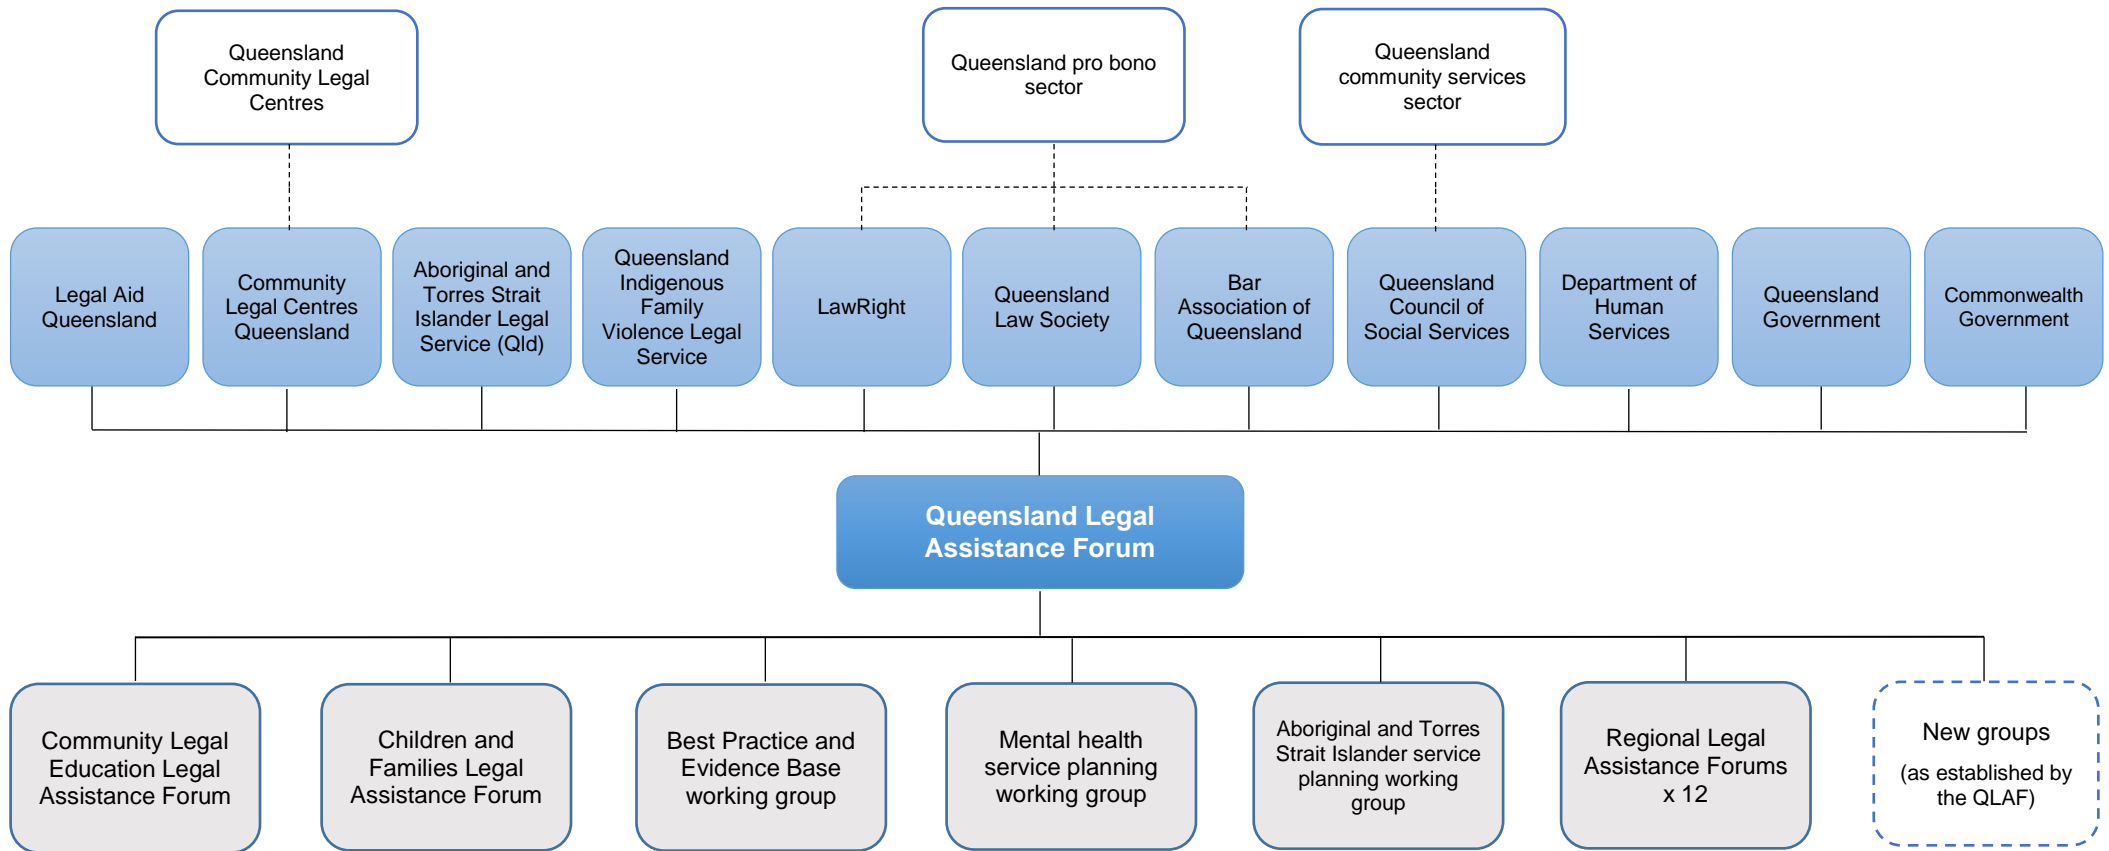 Queensland
Community Legal
Centres
Queensland pro bono
sector
Queensland
community services
sector
Legal Aid
Queensland
Community
Legal Centres
Queensland
Aboriginal and
Torres Strait
Islander Legal
Service (Qld)
Queensland
Indigenous
Family
Violence Legal
Service
LawRight
Queensland
Law Society
Bar
Association of
Queensland
Queensland
Council of
Social Services
Department of
Human
Services
Queensland
Government
Commonwealth
Government
Queensland Legal
Assistance Forum
Community Legal
Education Legal
Assistance Forum
Children and
Families Legal
Assistance Forum
Best Practice and
Evidence Base
working group
Mental health
service planning
working group
Aboriginal and Torres
Strait Islander service
planning working
group
Regional Legal
Assistance Forums
x 12
New groups
(as established by
the QLAF)